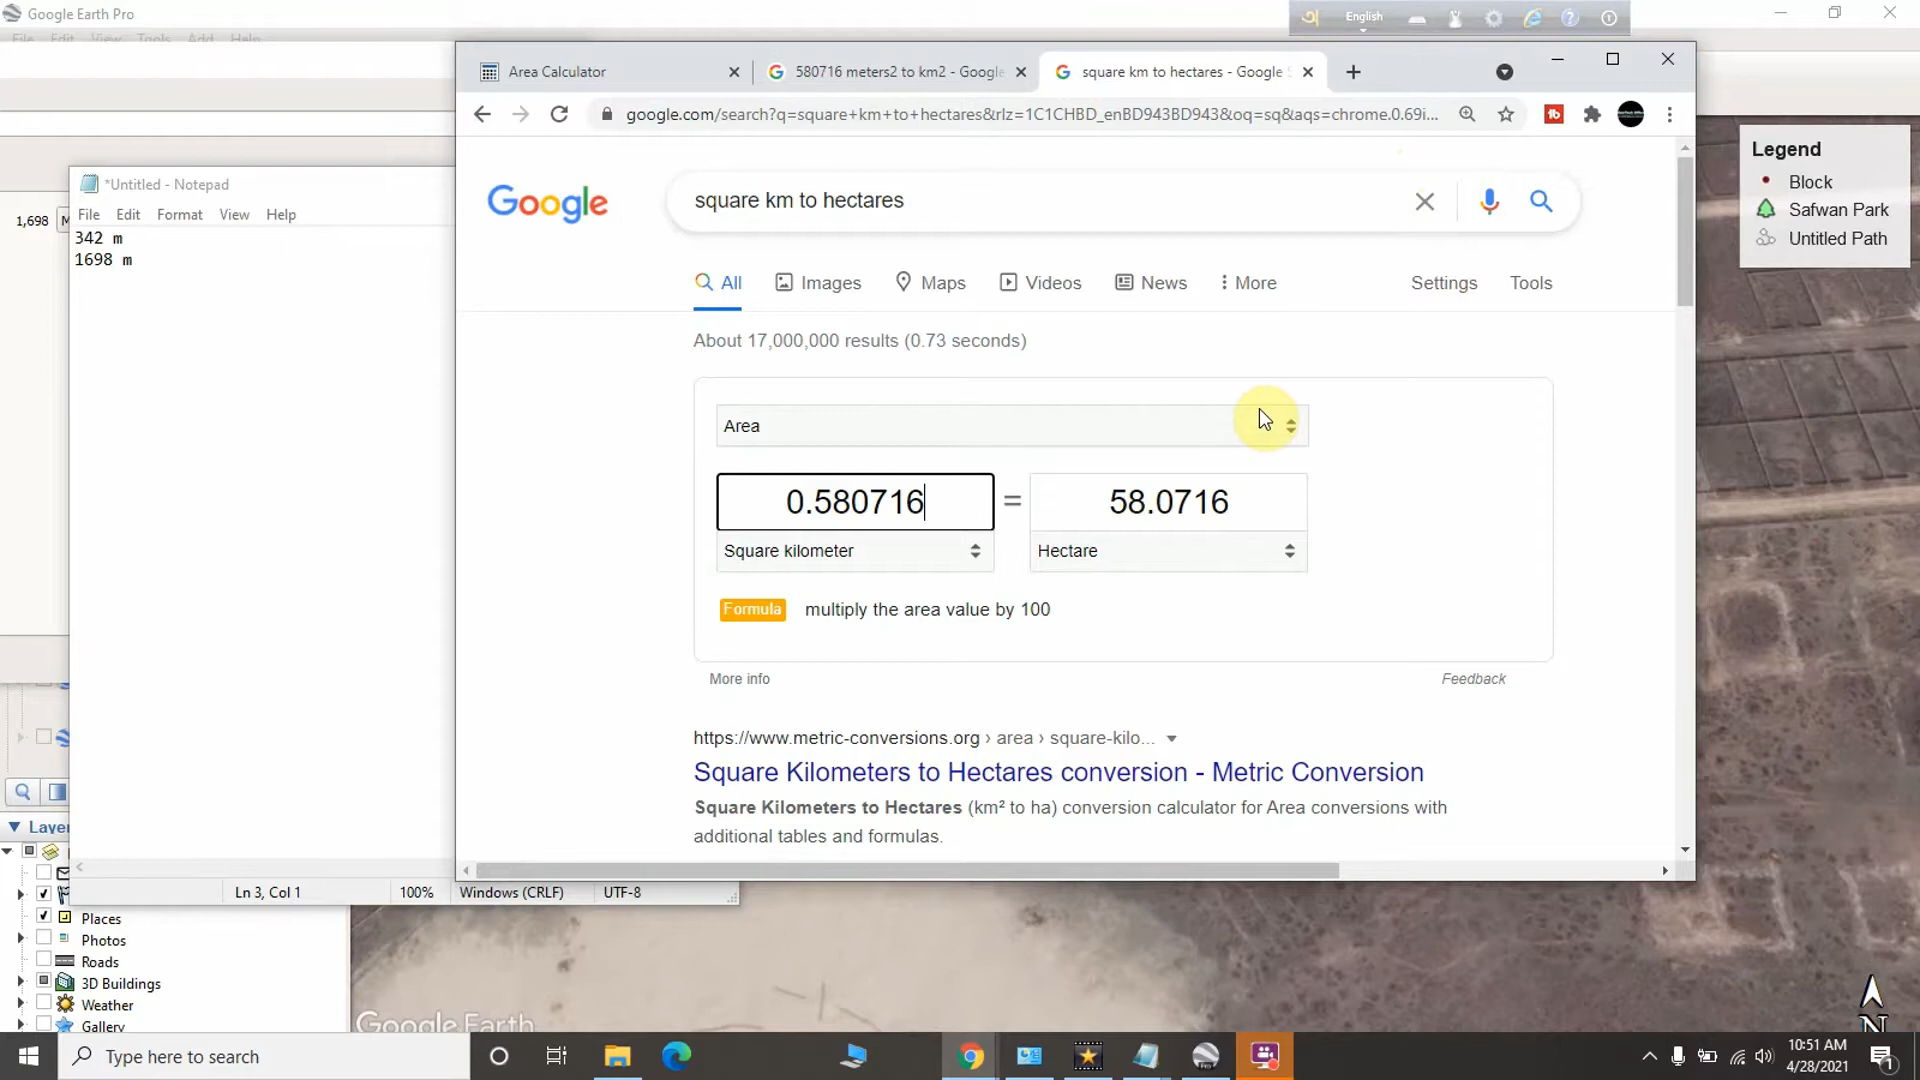 Google Earth Pro
File Edit View Tools Add Help
English
Area Calculator
580716 meters2 to km2 - Google
square km to hectares - Google S
google.com/search?q=square+km+to+hectares&rlz=1C1CHBD_enBD943BD943&oq=sq&aqs=chrome.0.69i...
*Untitled - Notepad
File Edit Format View Help
1,698 M
342 m
1698 m
Google
square km to hectares
All Images Maps Videos News More Settings Tools
About 17,000,000 results (0.73 seconds)
Area
0.580716 = 58.0716
Square kilometer Hectare
Formula multiply the area value by 100
More info Feedback
https://www.metric-conversions.org › area › square-kilo...
Square Kilometers to Hectares conversion - Metric Conversion
Square Kilometers to Hectares (km² to ha) conversion calculator for Area conversions with
additional tables and formulas.
Ln 3, Col 1 100% Windows (CRLF) UTF-8
Legend
Block
Safwan Park
Untitled Path
Layer
Places
Photos
Roads
3D Buildings
Weather
Gallery
Google Earth
N
Type here to search
10:51 AM
4/28/2021
1